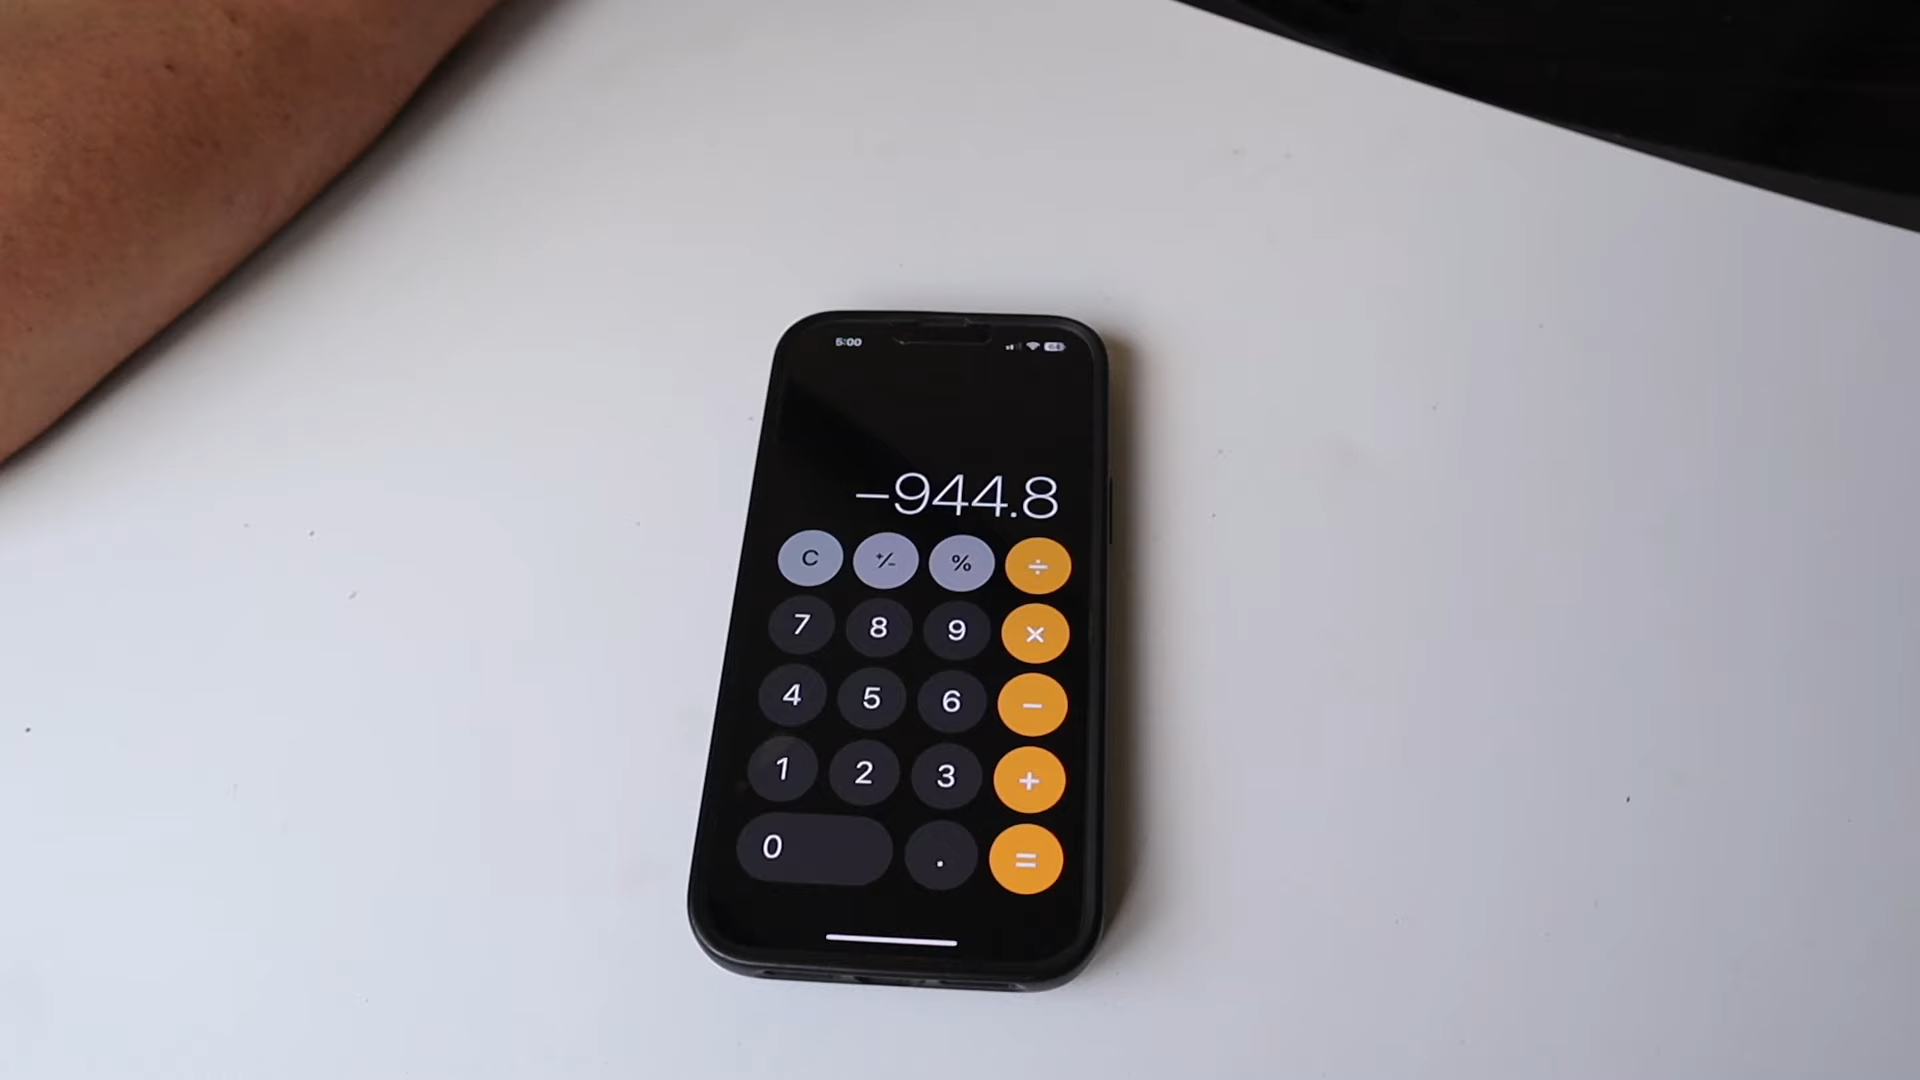 5:00
-944.8
C +/- % ÷
7 8 9 ×
4 5 6 −
1 2 3 +
0 . =